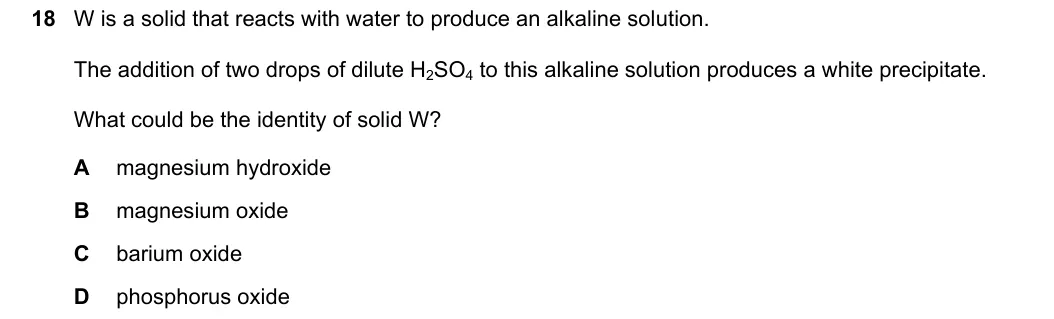 18 W is a solid that reacts with water to produce an alkaline solution.
The addition of two drops of dilute H₂SO₄ to this alkaline solution produces a white precipitate.
What could be the identity of solid W?
A magnesium hydroxide
B magnesium oxide
C barium oxide
D phosphorus oxide